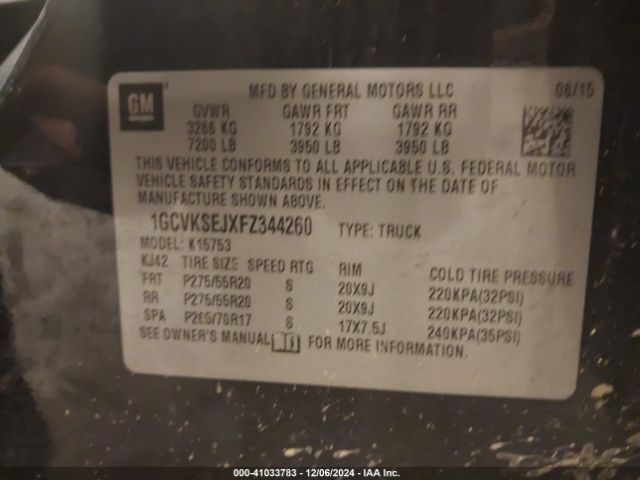 GM
MFD BY GENERAL MOTORS LLC 06/15
GVWR GAWR FRT GAWR RR
3266 KG 1792 KG 1792 KG
7200 LB 3950 LB 3950 LB
THIS VEHICLE CONFORMS TO ALL APPLICABLE U.S. FEDERAL MOTOR
VEHICLE SAFETY STANDARDS IN EFFECT ON THE DATE OF
MANUFACTURE SHOWN ABOVE.
1GCVKSEJXFZ344260 TYPE: TRUCK
MODEL: K15753
KJ42 TIRE SIZE SPEED RTG RIM COLD TIRE PRESSURE
FRT P275/55R20 S 20X9J 220KPA(32PSI)
RR P275/55R20 S 20X9J 220KPA(32PSI)
SPA P265/70R17 S 17X7.5J 240KPA(35PSI)
SEE OWNER'S MANUAL FOR MORE INFORMATION.
000-41033783 - 12/06/2024 - IAA Inc.